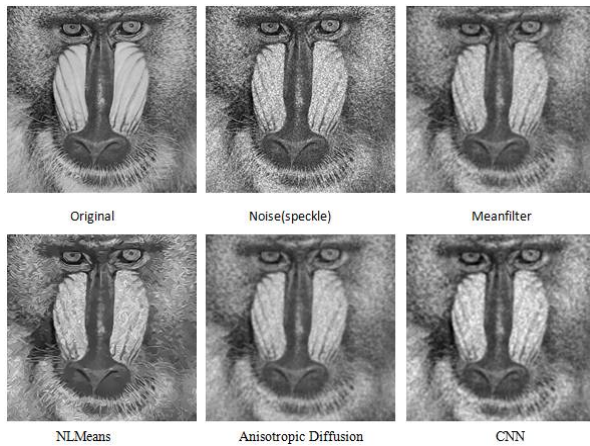 Original
Noise(speckle)
Meanfilter
NLMeans
Anisotropic Diffusion
CNN